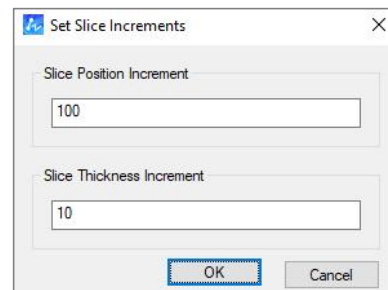 Set Slice Increments
Slice Position Increment
100
Slice Thickness Increment
10
OK
Cancel